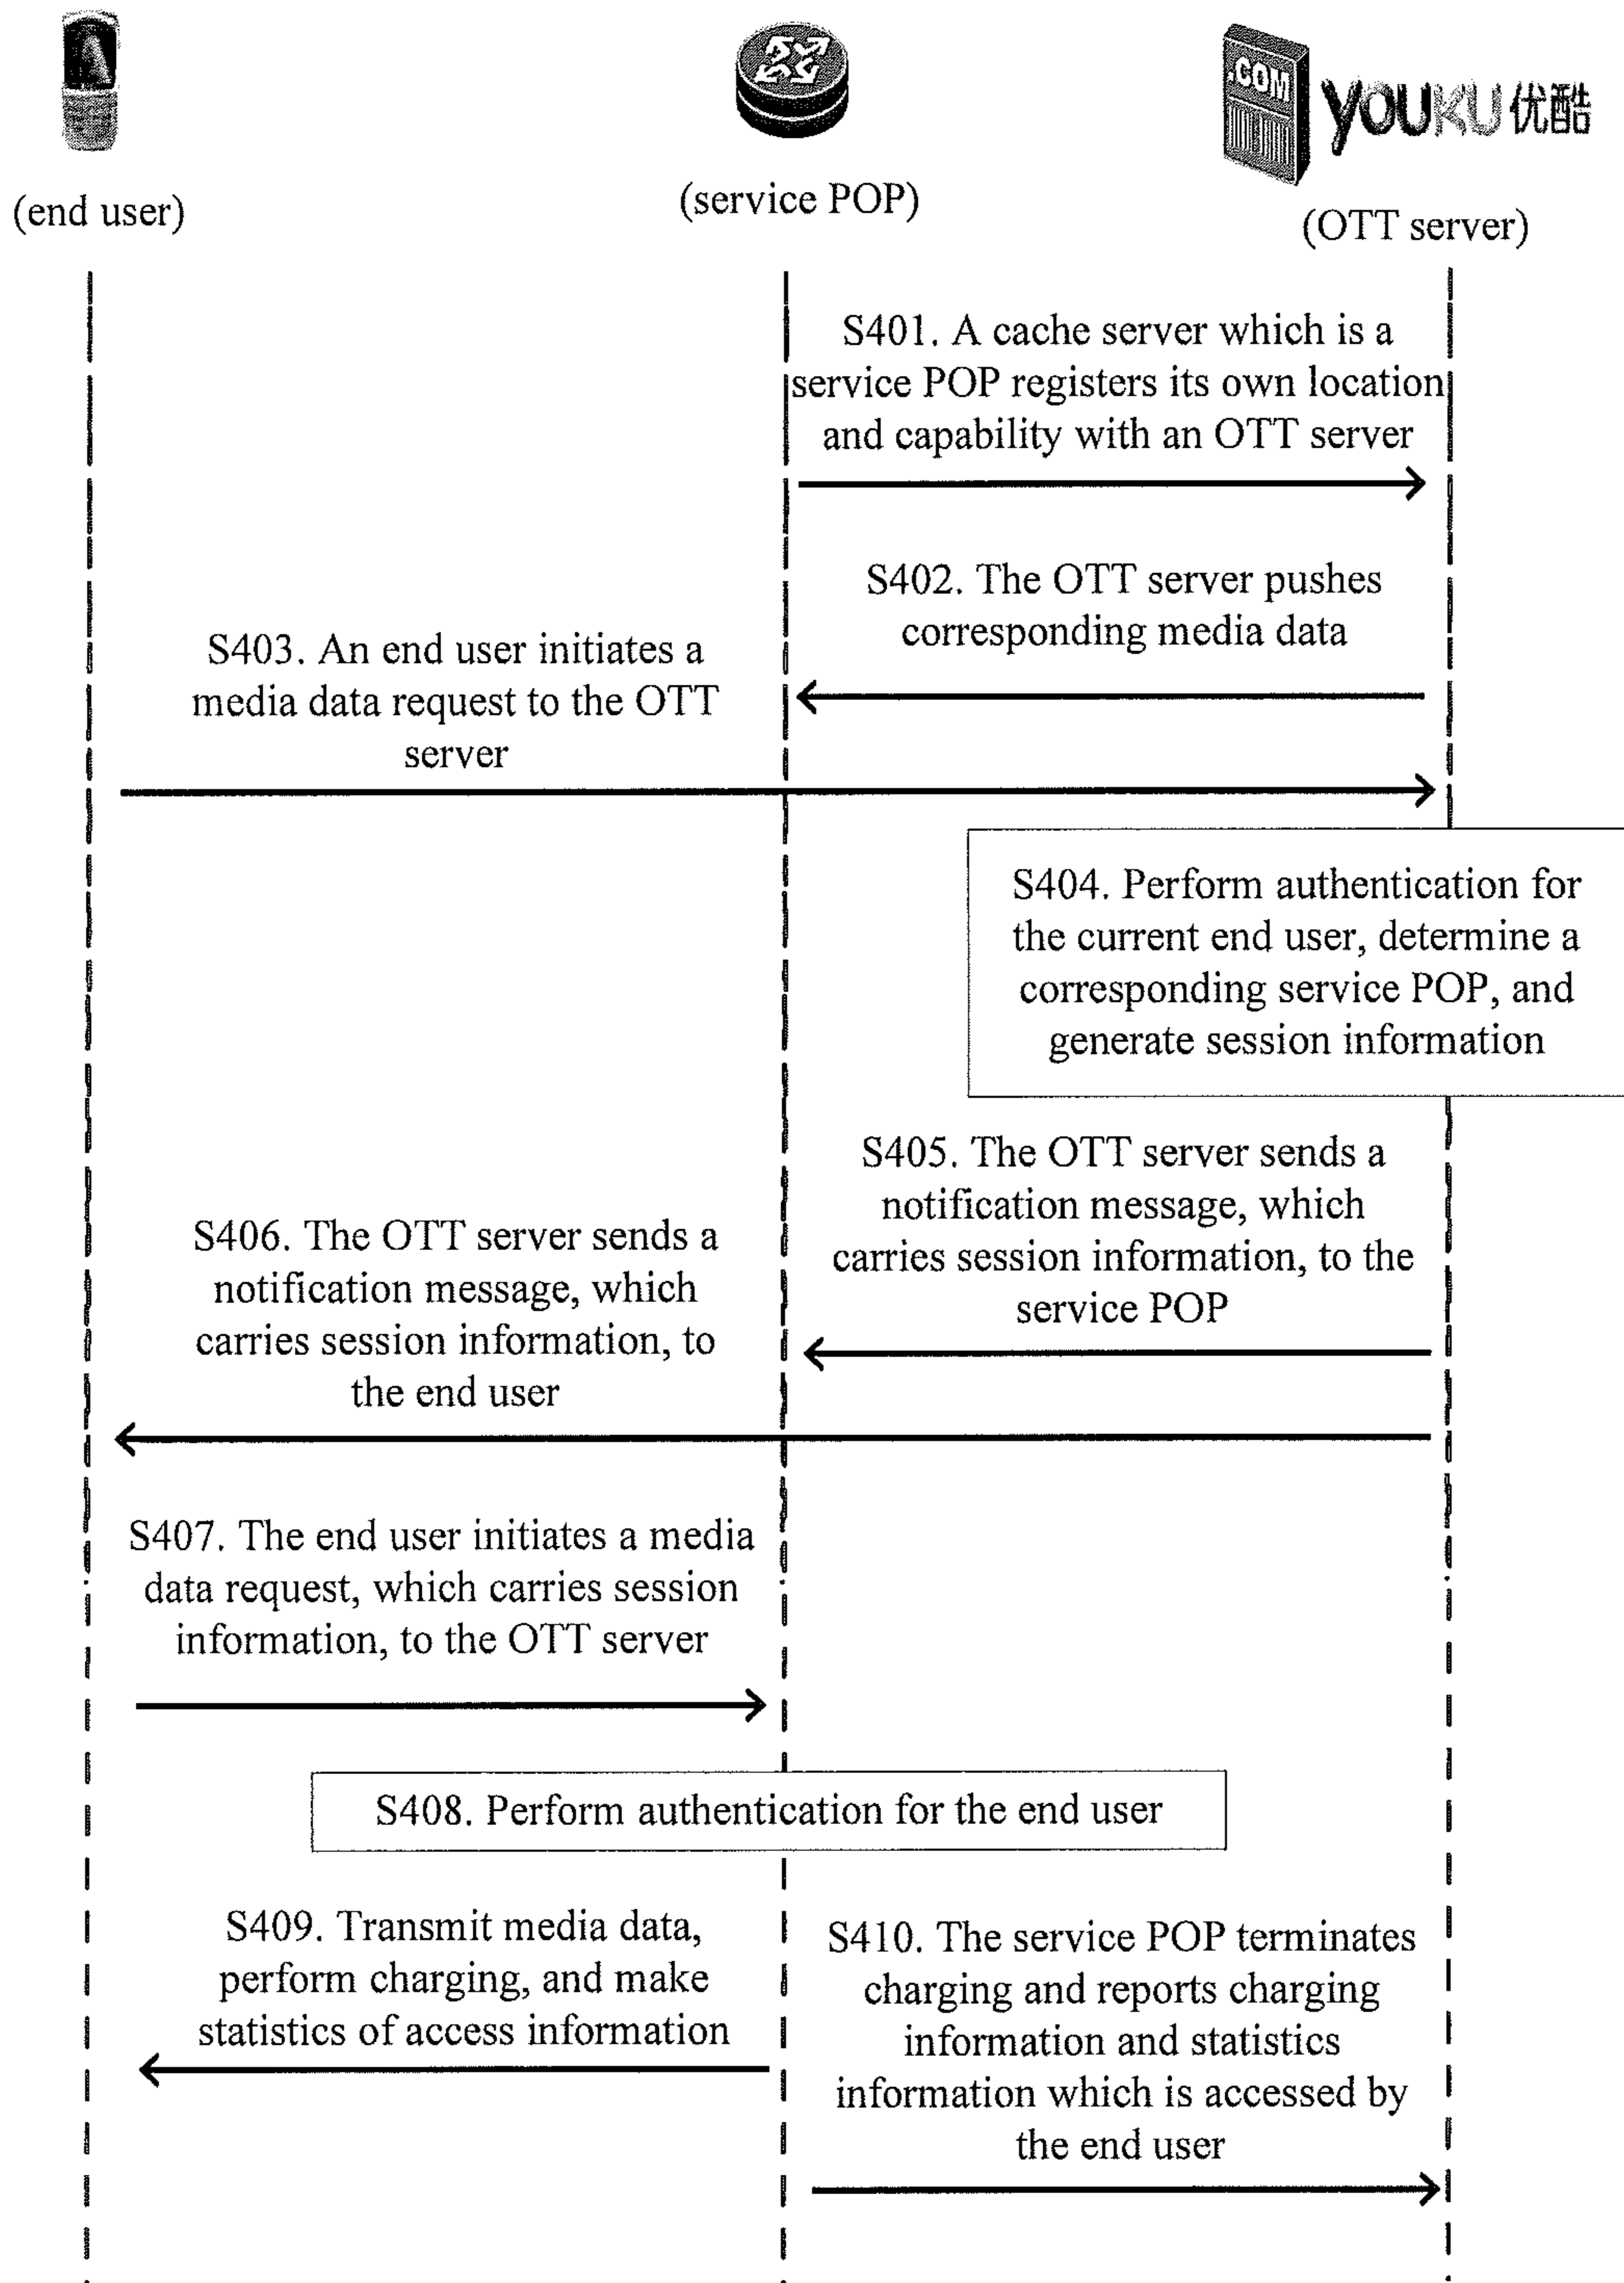 .COM
YOUKU优酷
(end user)
(service POP)
(OTT server)
S401. A cache server which is a
service POP registers its own location
and capability with an OTT server
S402. The OTT server pushes
corresponding media data
S403. An end user initiates a
media data request to the OTT
server
S404. Perform authentication for
the current end user, determine a
corresponding service POP, and
generate session information
S405. The OTT server sends a
notification message, which
carries session information, to the
service POP
S406. The OTT server sends a
notification message, which
carries session information, to
the end user
S407. The end user initiates a media
data request, which carries session
information, to the OTT server
S408. Perform authentication for the end user
S409. Transmit media data,
perform charging, and make
statistics of access information
S410. The service POP terminates
charging and reports charging
information and statistics
information which is accessed by
the end user